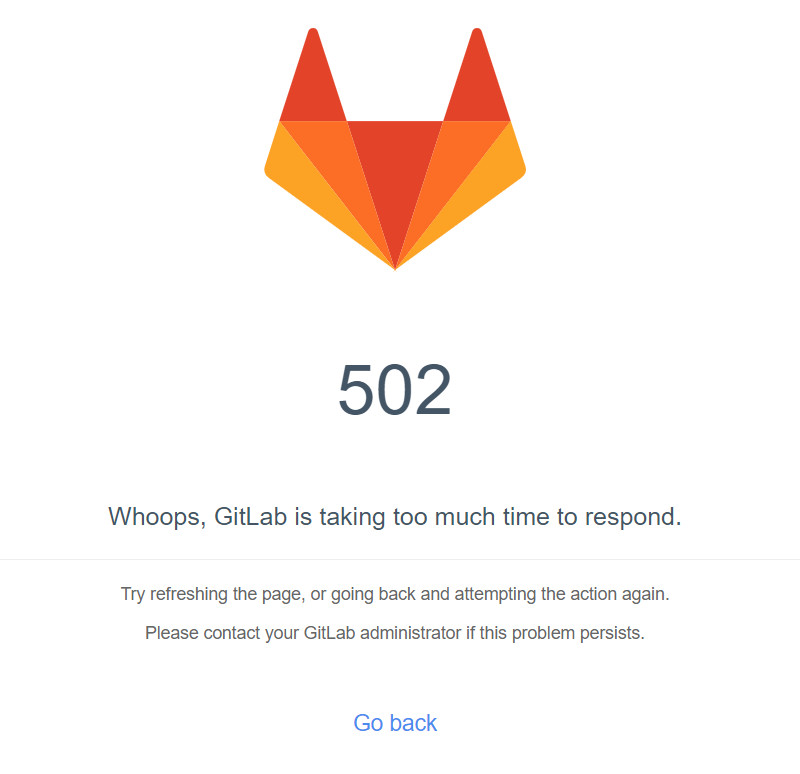 502
Whoops, GitLab is taking too much time to respond.
Try refreshing the page, or going back and attempting the action again.
Please contact your GitLab administrator if this problem persists.
Go back